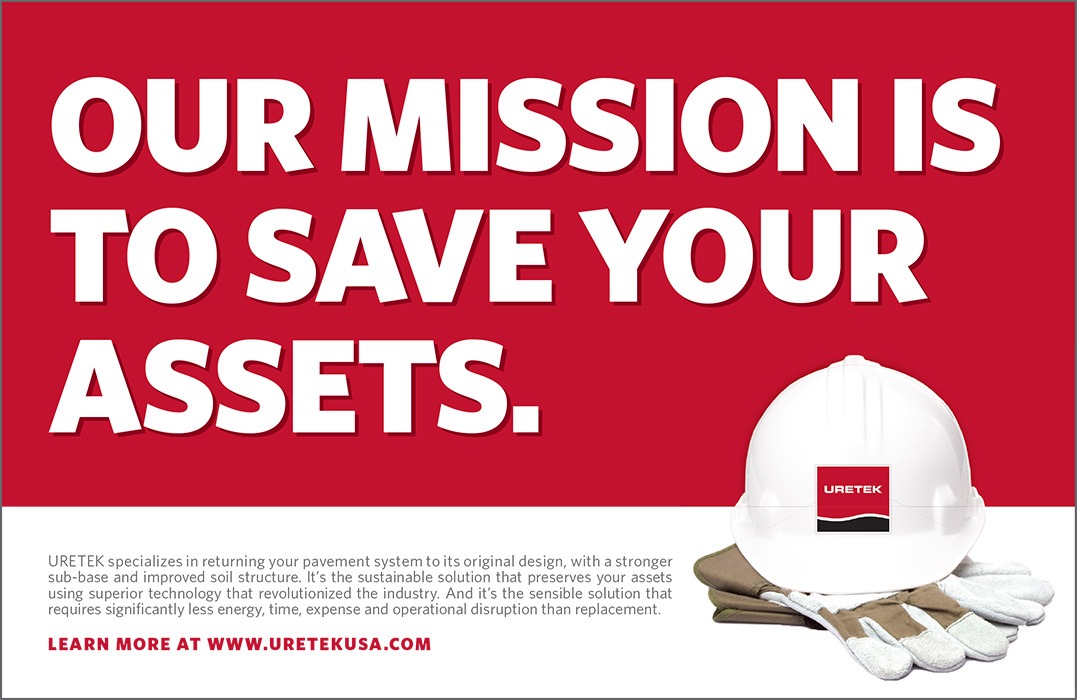 OUR MISSION IS
TO SAVE YOUR
ASSETS.
URETEK
URETEK specializes in returning your pavement system to its original design, with a stronger
sub-base and improved soil structure. It's the sustainable solution that preserves your assets
using superior technology that revolutionized the industry. And it's the sensible solution that
requires significantly less energy, time, expense and operational disruption than replacement.
LEARN MORE AT WWW.URETEKUSA.COM